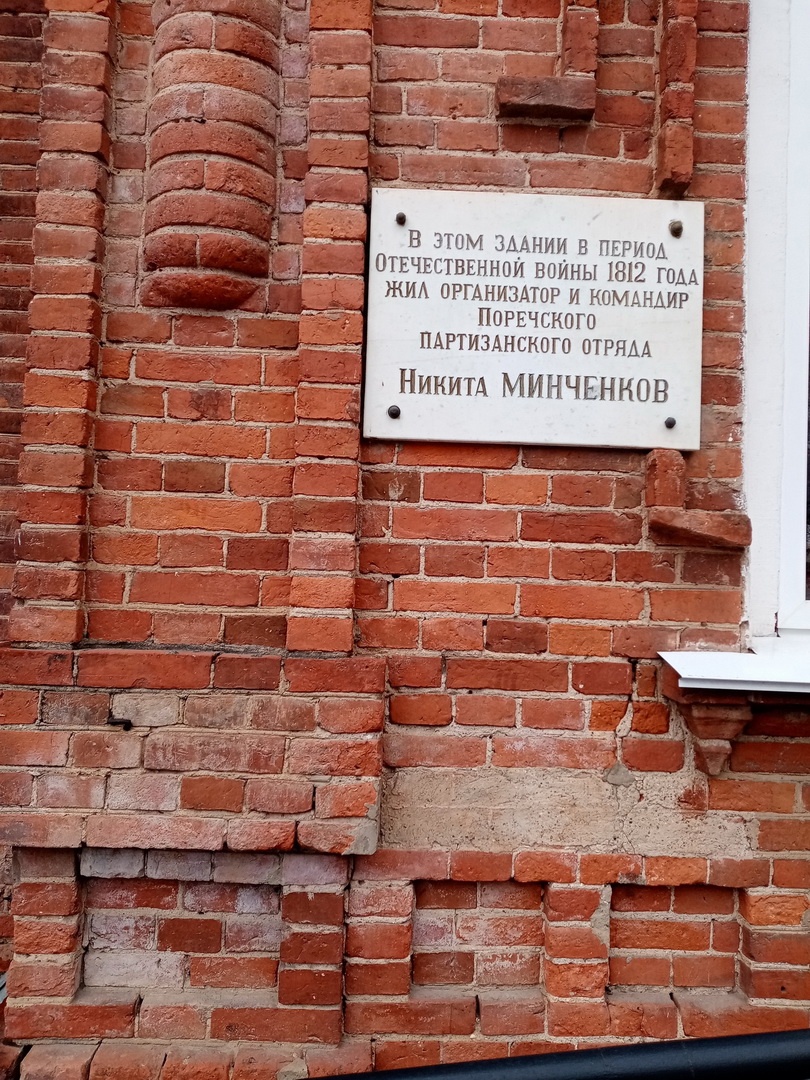 В ЭТОМ ЗДАНИИ В ПЕРИОД
ОТЕЧЕСТВЕННОЙ ВОЙНЫ 1812 ГОДА
ЖИЛ ОРГАНИЗАТОР И КОМАНДИР
ПОРЕЧСКОГО
ПАРТИЗАНСКОГО ОТРЯДА
НИКИТА МИНЧЕНКОВ